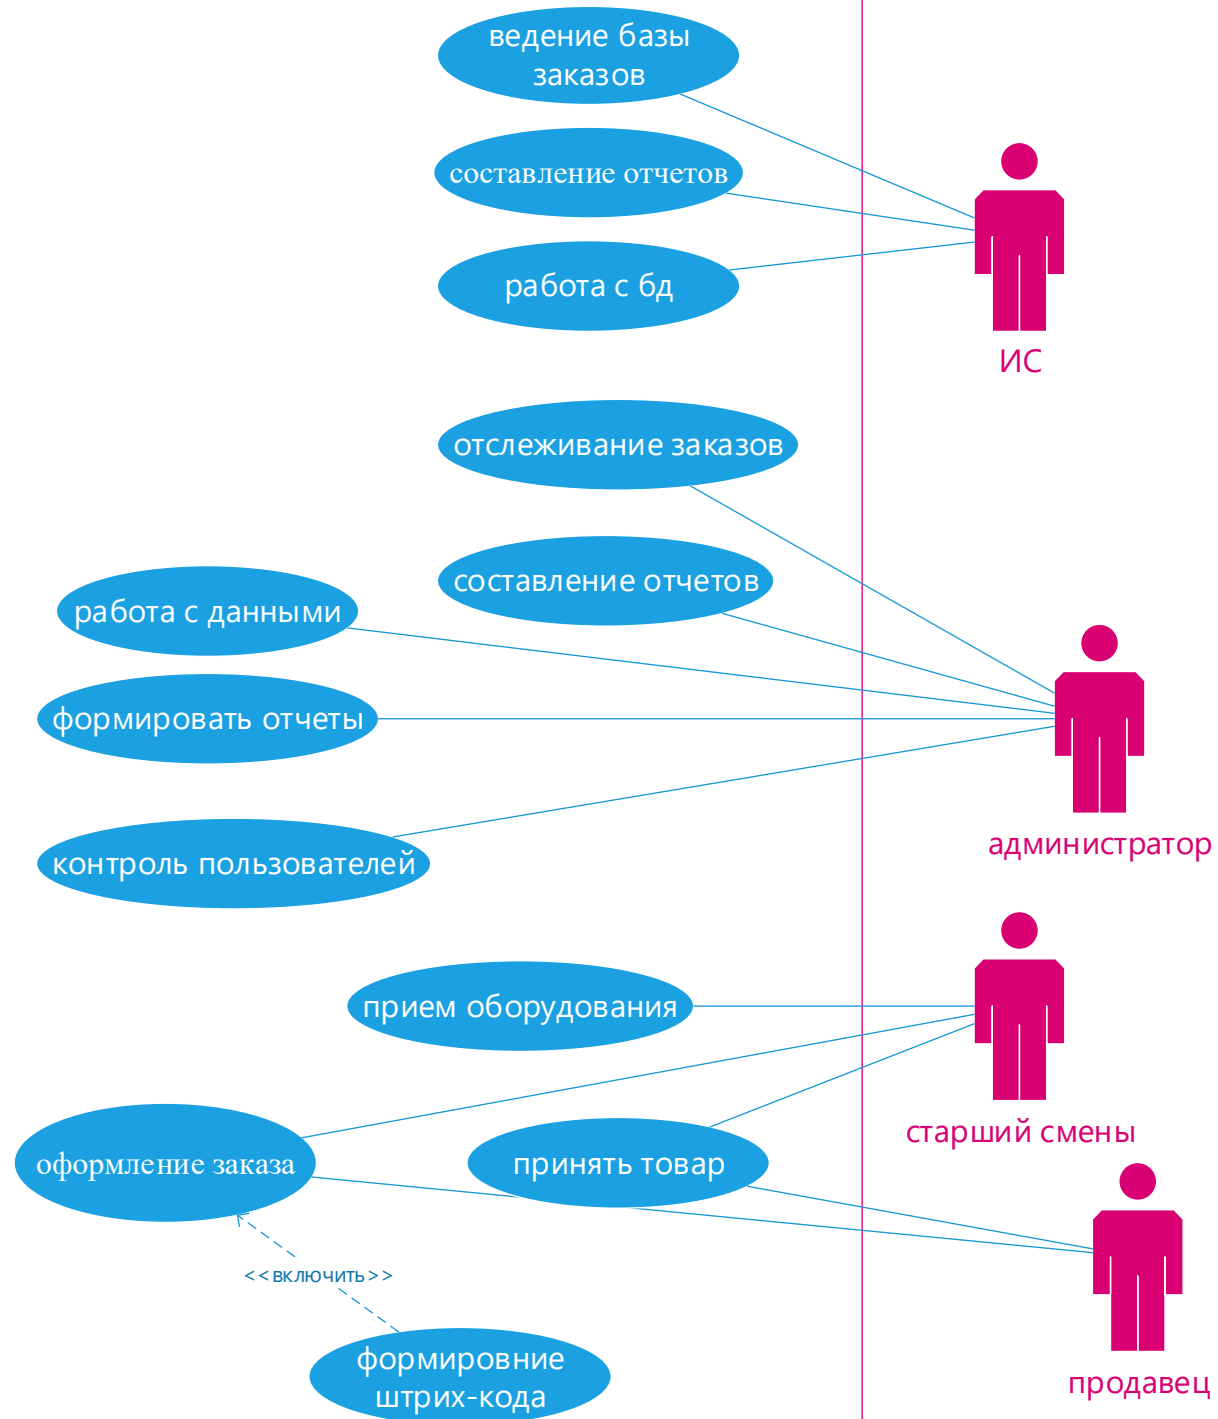 ведение базы
заказов
составление отчетов
работа с бд
ИС
отслеживание заказов
составление отчетов
работа с данными
формировать отчеты
администратор
контроль пользователей
прием оборудования
старший смены
оформление заказа
принять товар
<<включить>>
формировние
штрих-кода
продавец